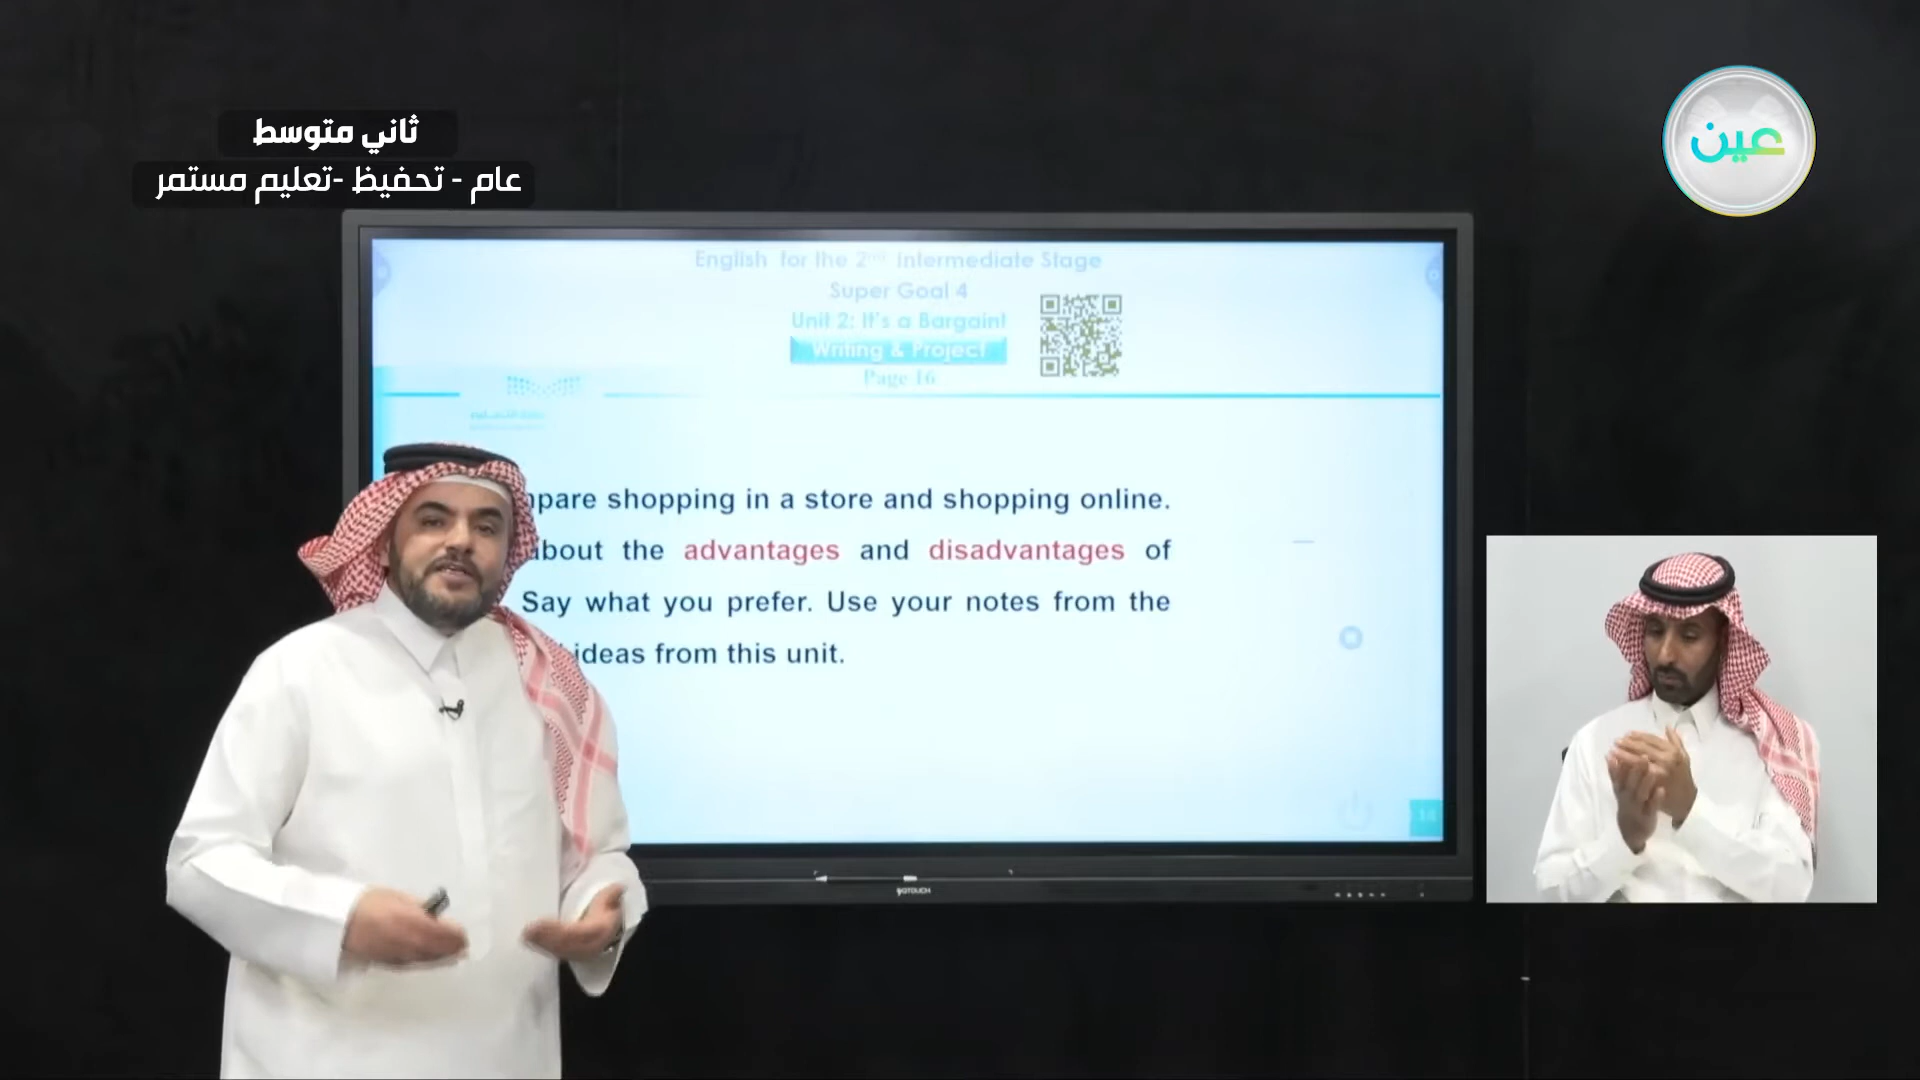 ثاني متوسط
عام - تحفيظ -تعليم مستمر
عين
English for the 2nd Intermediate Stage
Super Goal 4
Unit 2: It's a Bargain!
Writing & Project
Page 16
shopping in a store and shopping online.
the advantages and disadvantages of
Say what you prefer. Use your notes from the
ideas from this unit.